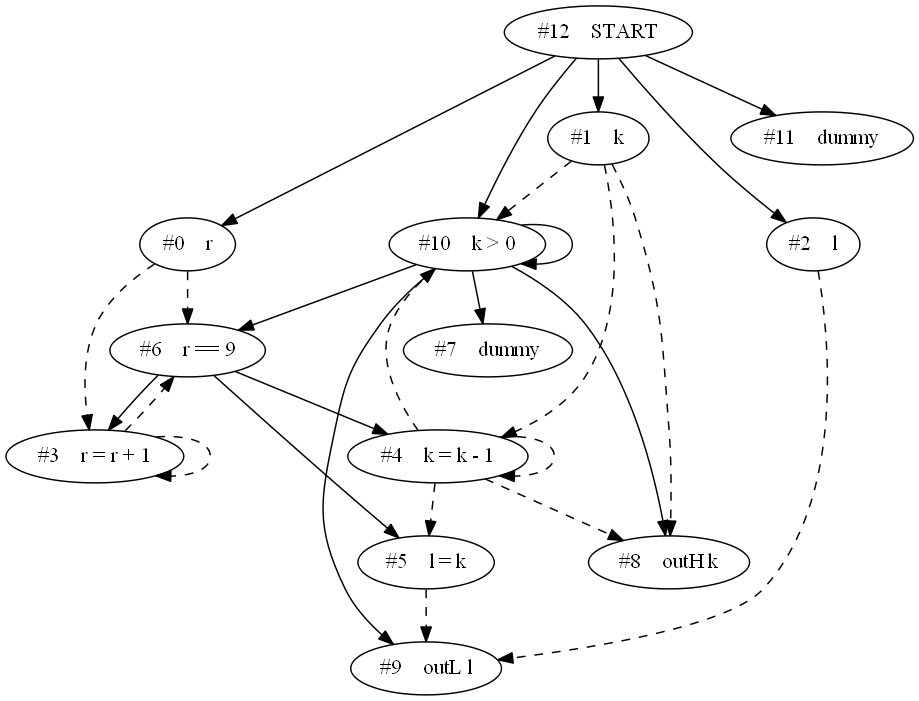 #12 START
#1 k
#11 dummy
#0 r
#10 k > 0
#2 l
#6 r == 9
#7 dummy
#3 r = r + 1
#4 k = k - 1
#5 l = k
#8 outH k
#9 outL l